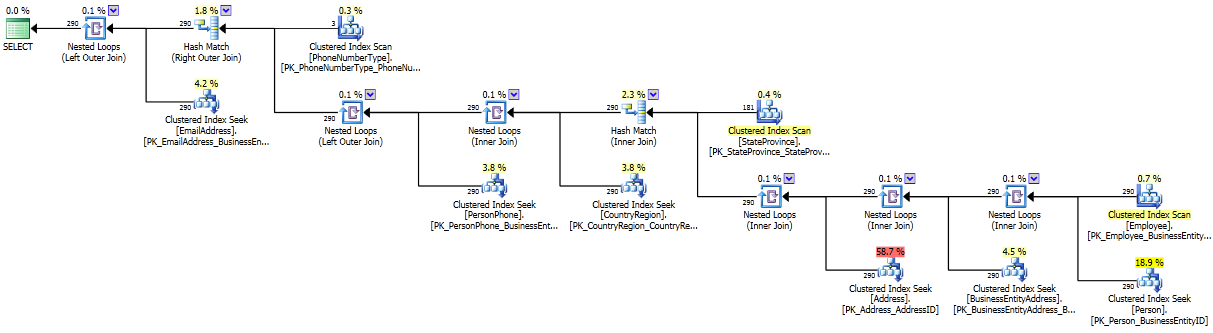 0.0 %
SELECT
290
0.1 %
Nested Loops
(Left Outer Join)
290
1.8 %
Hash Match
(Right Outer Join)
3
0.3 %
Clustered Index Scan
[PhoneNumberType].
[PK_PhoneNumberType_PhoneNu...
290
4.2 %
Clustered Index Seek
[EmailAddress].
[PK_EmailAddress_BusinessEn...
290
0.1 %
Nested Loops
(Left Outer Join)
290
0.1 %
Nested Loops
(Inner Join)
290
2.3 %
Hash Match
(Inner Join)
181
0.4 %
Clustered Index Scan
[StateProvince].
[PK_StateProvince_StateProv...
290
3.8 %
Clustered Index Seek
[PersonPhone].
[PK_PersonPhone_BusinessEnt...
290
3.8 %
Clustered Index Seek
[CountryRegion].
[PK_CountryRegion_CountryRe...
290
0.1 %
Nested Loops
(Inner Join)
290
0.1 %
Nested Loops
(Inner Join)
290
0.1 %
Nested Loops
(Inner Join)
290
0.7 %
Clustered Index Scan
[Employee].
[PK_Employee_BusinessEntity...
290
58.7 %
Clustered Index Seek
[Address].
[PK_Address_AddressID]
290
4.5 %
Clustered Index Seek
[BusinessEntityAddress].
[PK_BusinessEntityAddress_B...
290
18.9 %
Clustered Index Seek
[Person].
[PK_Person_BusinessEntityID]